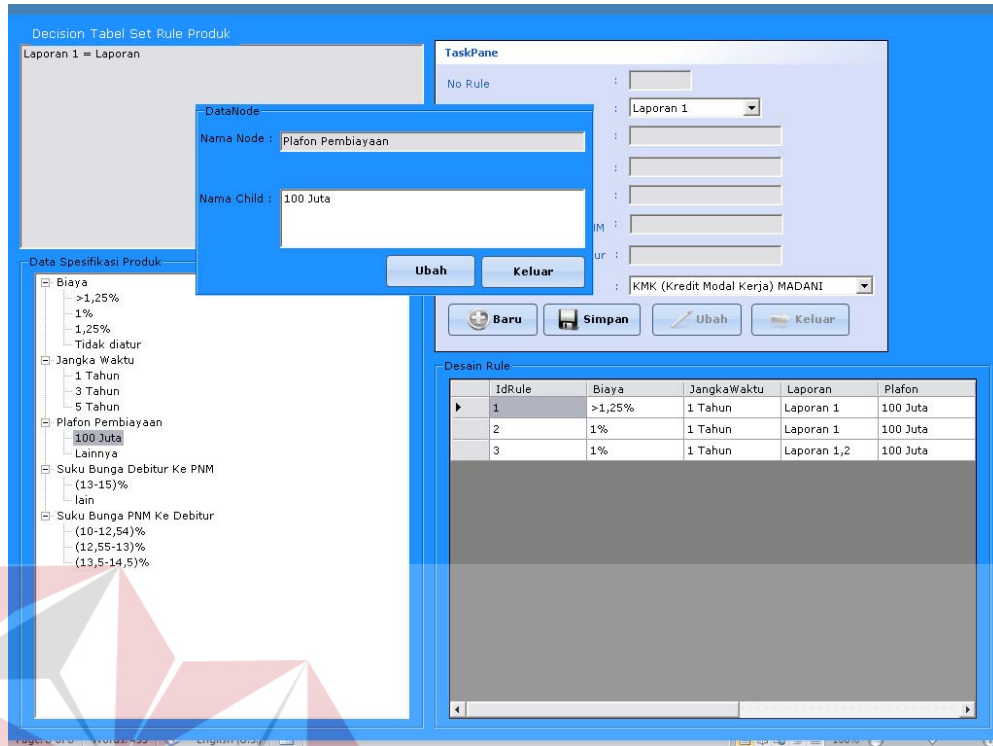 Decision Tabel Set Rule Produk
Laporan 1 = Laporan
TaskPane
No Rule :
: Laporan 1
:
:
:
IM :
ur :
: KMK (Kredit Modal Kerja) MADANI
Baru Simpan Ubah Keluar
DataNode
Nama Node : Plafon Pembiayaan
Nama Child : 100 Juta
Ubah Keluar
Data Spesifikasi Produk
Biaya
>1,25%
1%
1,25%
Tidak diatur
Jangka Waktu
1 Tahun
3 Tahun
5 Tahun
Plafon Pembiayaan
100 Juta
Lainnya
Suku Bunga Debitur Ke PNM
(13-15)%
lain
Suku Bunga PNM Ke Debitur
(10-12,54)%
(12,55-13)%
(13,5-14,5)%
Desain Rule
IdRule Biaya JangkaWaktu Laporan Plafon
1 >1,25% 1 Tahun Laporan 1 100 Juta
2 1% 1 Tahun Laporan 1 100 Juta
3 1% 1 Tahun Laporan 1,2 100 Juta